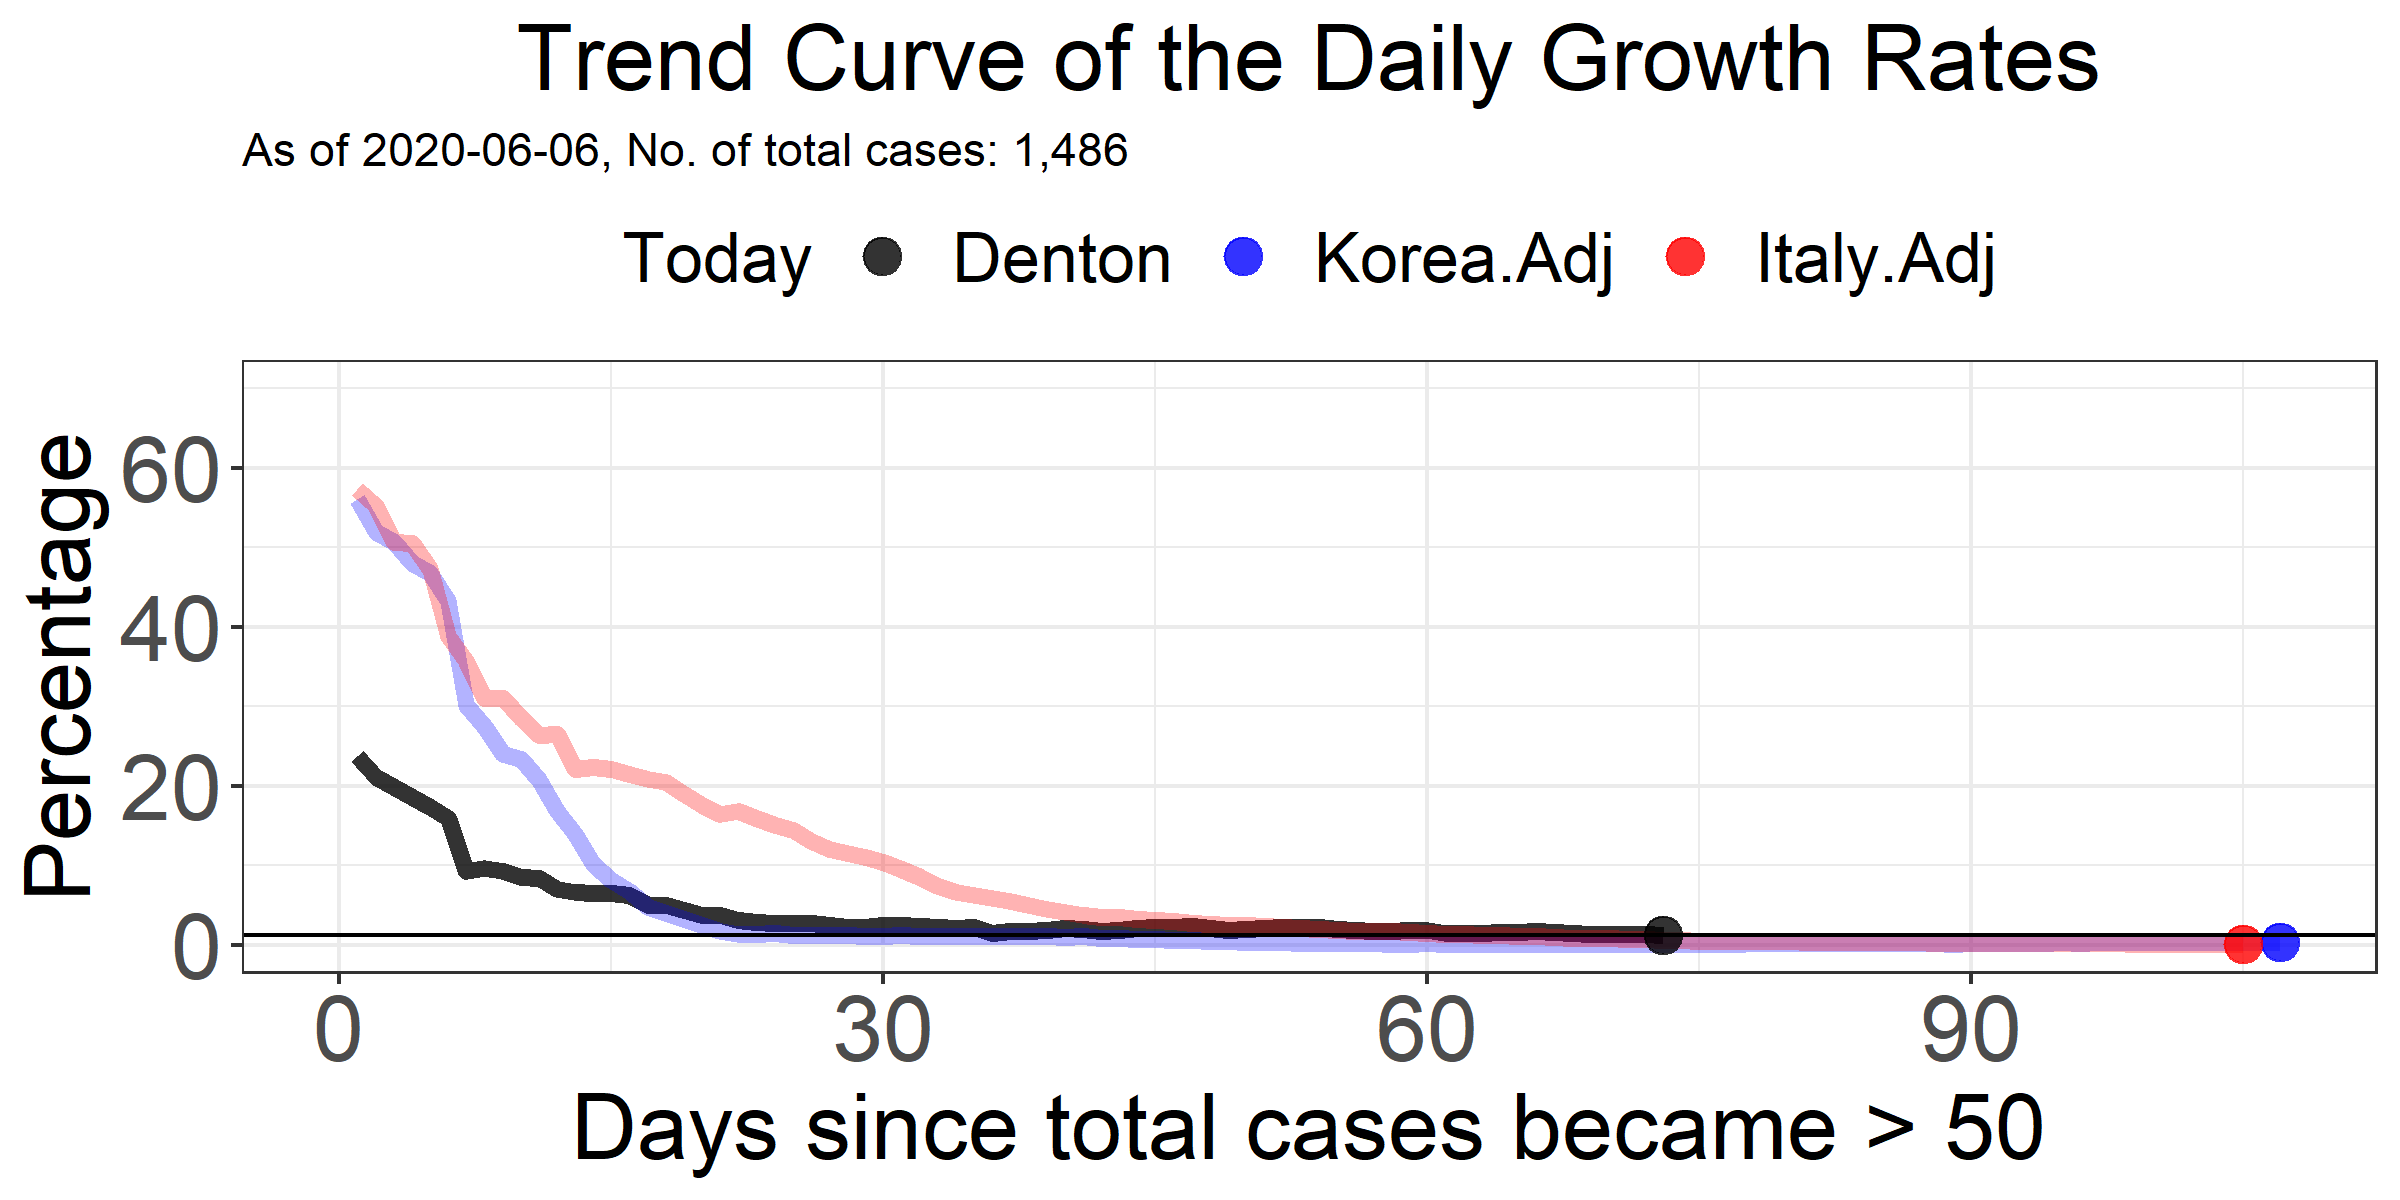 Trend Curve of the Daily Growth Rates
As of 2020-06-06, No. of total cases: 1,486
Today Denton Korea.Adj Italy.Adj
Percentage
60
40
20
0
0 30 60 90
Days since total cases became > 50